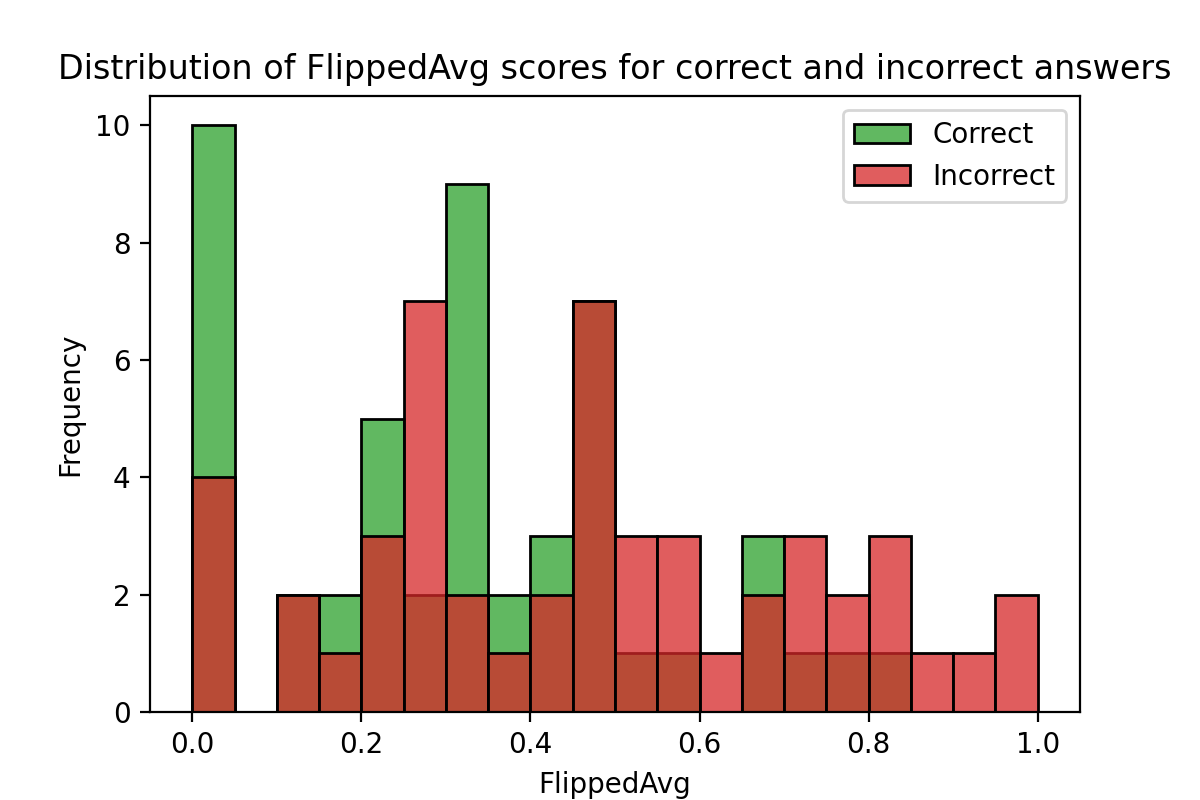 Distribution of FlippedAvg scores for correct and incorrect answers
Correct
Incorrect
10
8
6
4
2
0
Frequency
0.0 0.2 0.4 0.6 0.8 1.0
FlippedAvg